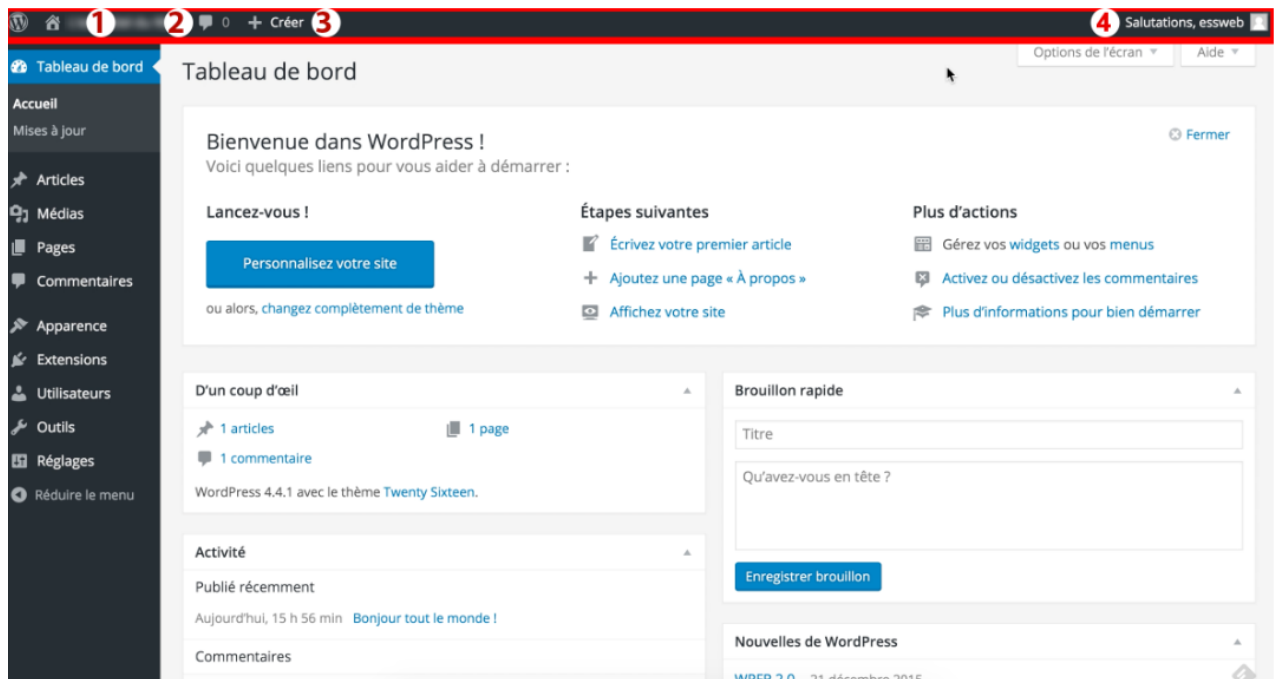 1 2 0 + Créer 3 4 Salutations, essweb
Options de l'écran Aide
Tableau de bord
Accueil
Mises à jour
Articles
Médias
Pages
Commentaires
Apparence
Extensions
Utilisateurs
Outils
Réglages
Réduire le menu
Tableau de bord
Bienvenue dans WordPress !
Fermer
Voici quelques liens pour vous aider à démarrer :
Lancez-vous !
Personnalisez votre site
ou alors, changez complètement de thème
Étapes suivantes
Écrivez votre premier article
Ajoutez une page « À propos »
Affichez votre site
Plus d'actions
Gérez vos widgets ou vos menus
Activez ou désactivez les commentaires
Plus d'informations pour bien démarrer
D'un coup d'œil
1 articles 1 page
1 commentaire
WordPress 4.4.1 avec le thème Twenty Sixteen.
Activité
Publié récemment
Aujourd'hui, 15 h 56 min Bonjour tout le monde !
Commentaires
Brouillon rapide
Titre
Qu'avez-vous en tête ?
Enregistrer brouillon
Nouvelles de WordPress
21 décembre 2015